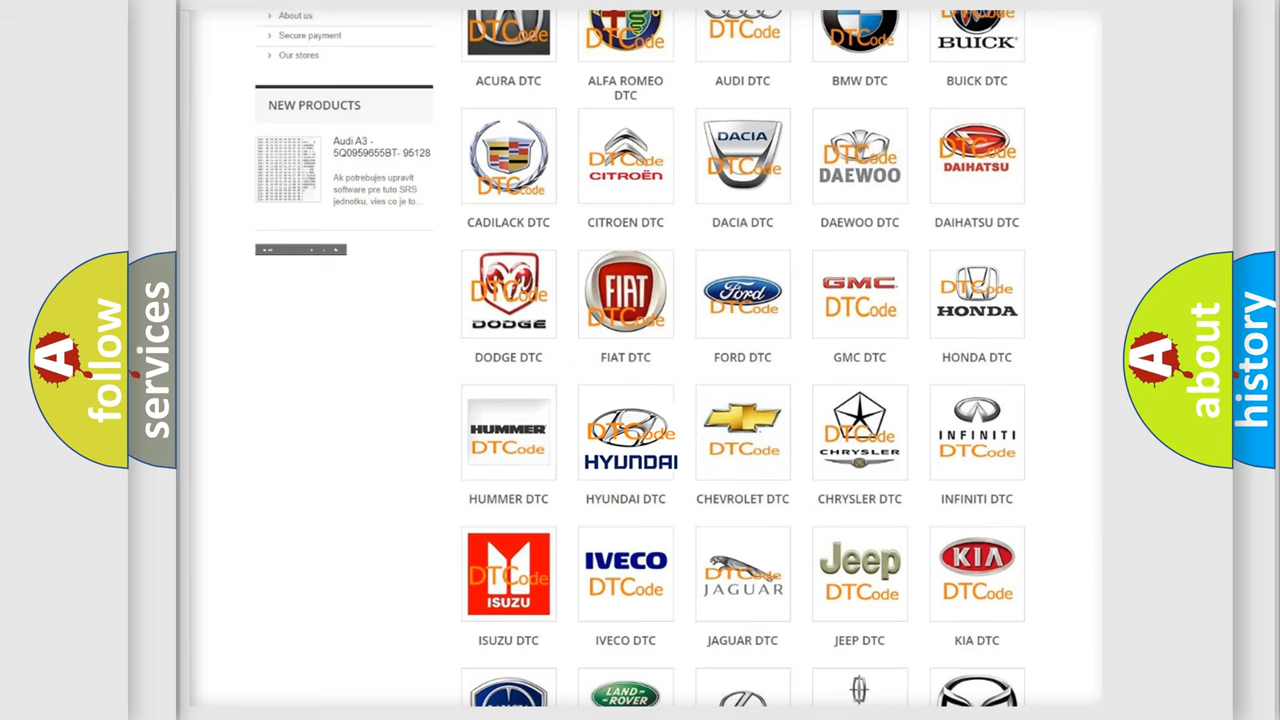 About us
Secure payment
Our stores
NEW PRODUCTS
Audi A3 -
5Q0959655BT- 95128
Ak potrebujes upravit
software pre tuto SRS
jednotku, vies co je to...
DTCode
DTCode
DTCode
DTCode
BUICK
ACURA DTC
ALFA ROMEO
DTC
AUDI DTC
BMW DTC
BUICK DTC
DTCode
DTCode
CITROËN
DACIA
DTCode
DTCode
DAEWOO
DTCode
DAIHATSU
CADILACK DTC
CITROEN DTC
DACIA DTC
DAEWOO DTC
DAIHATSU DTC
DTCode
DODGE
FIAT
DTCode
Ford
DTCode
GMC
DTCode
DTCode
HONDA
DODGE DTC
FIAT DTC
FORD DTC
GMC DTC
HONDA DTC
HUMMER
DTCode
DTCode
HYUNDAI
DTCode
DTCode
CHRYSLER
INFINITI
DTCode
HUMMER DTC
HYUNDAI DTC
CHEVROLET DTC
CHRYSLER DTC
INFINITI DTC
DTCode
ISUZU
IVECO
DTCode
DTCode
JAGUAR
Jeep
DTCode
KIA
DTCode
ISUZU DTC
IVECO DTC
JAGUAR DTC
JEEP DTC
KIA DTC
LAND-
ROVER
A
follow
services
A
about
history